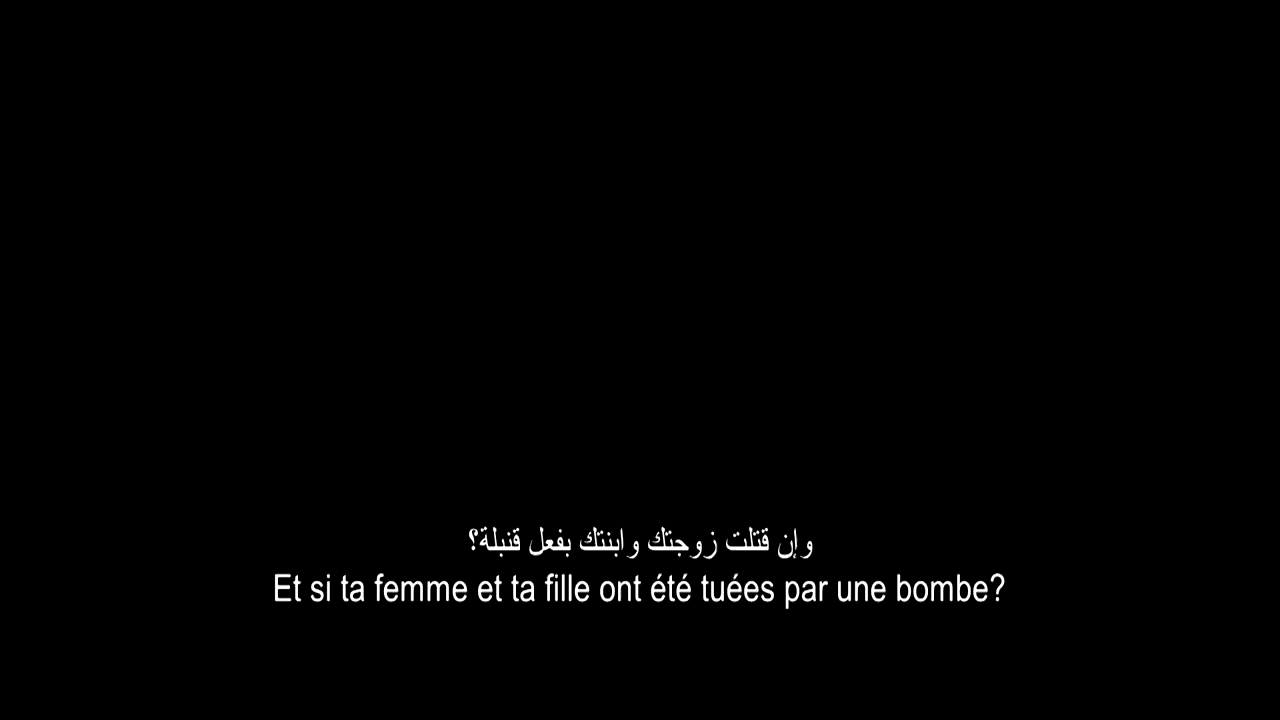 وإن قتلت زوجتك وابنتك بفعل قنبلة؟
Et si ta femme et ta fille ont été tuées par une bombe?